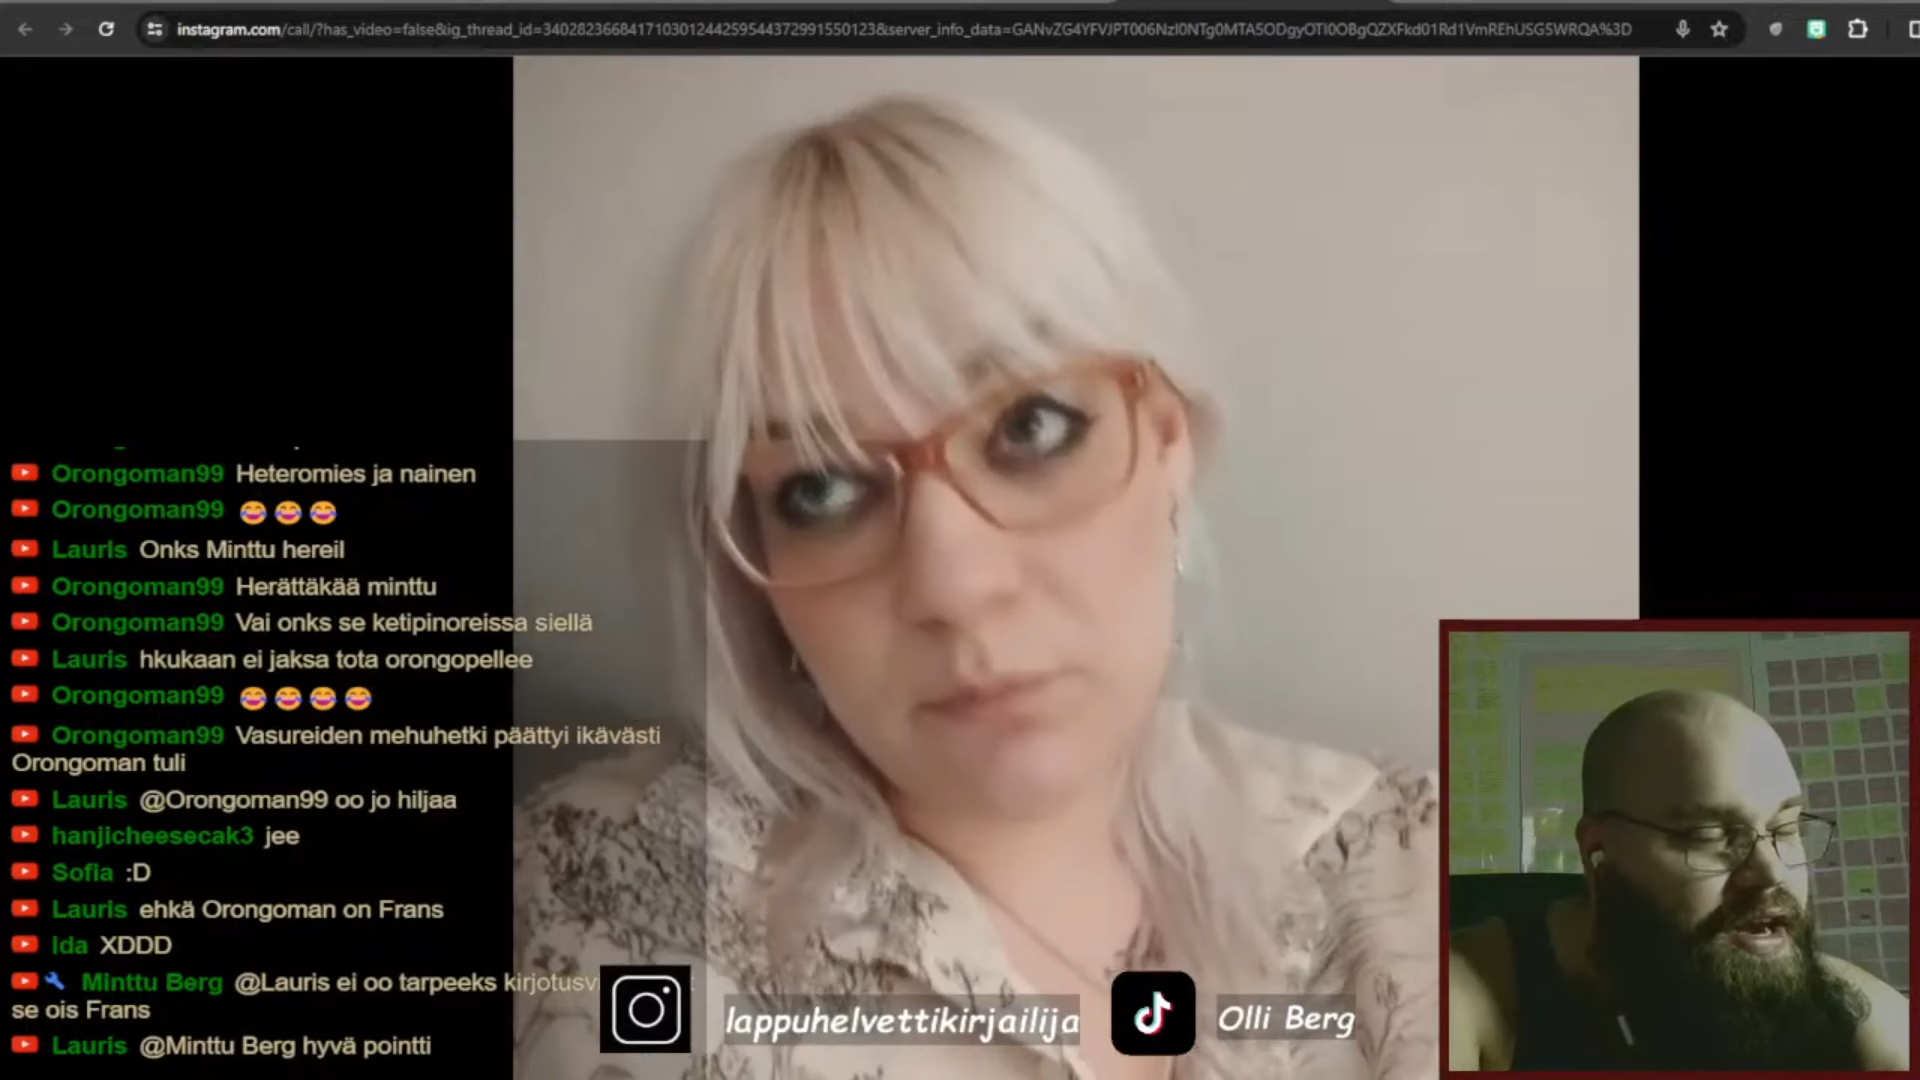 instagram.com/call/?has_video=false&ig_thread_id=340282366841710301244259544372991550123&server_info_data=GANvZG4YFVJPT006NzI0NTg0MTA5ODgyOTI0OBgQZXFkd01Rd1VmREhUSG5WRQA%3D
Orongoman99 Heteromies ja nainen
Orongoman99 😂😂😂
Lauris Onks Minttu hereil
Orongoman99 Herättäkää minttu
Orongoman99 Vai onks se ketipinoreissa siellä
Lauris hkukaan ei jaksa tota orongopellee
Orongoman99 😂😂😂😂
Orongoman99 Vasureiden mehuhetki päättyi ikävästi
Orongoman tuli
Lauris @Orongoman99 oo jo hiljaa
hanjicheesecak3 jee
Sofia :D
Lauris ehkä Orongoman on Frans
Ida XDDD
Minttu Berg @Lauris ei oo tarpeeks
se ois Frans
Lauris @Minttu Berg hyvä pointti
lappuhelvettikirjailija
Olli Berg